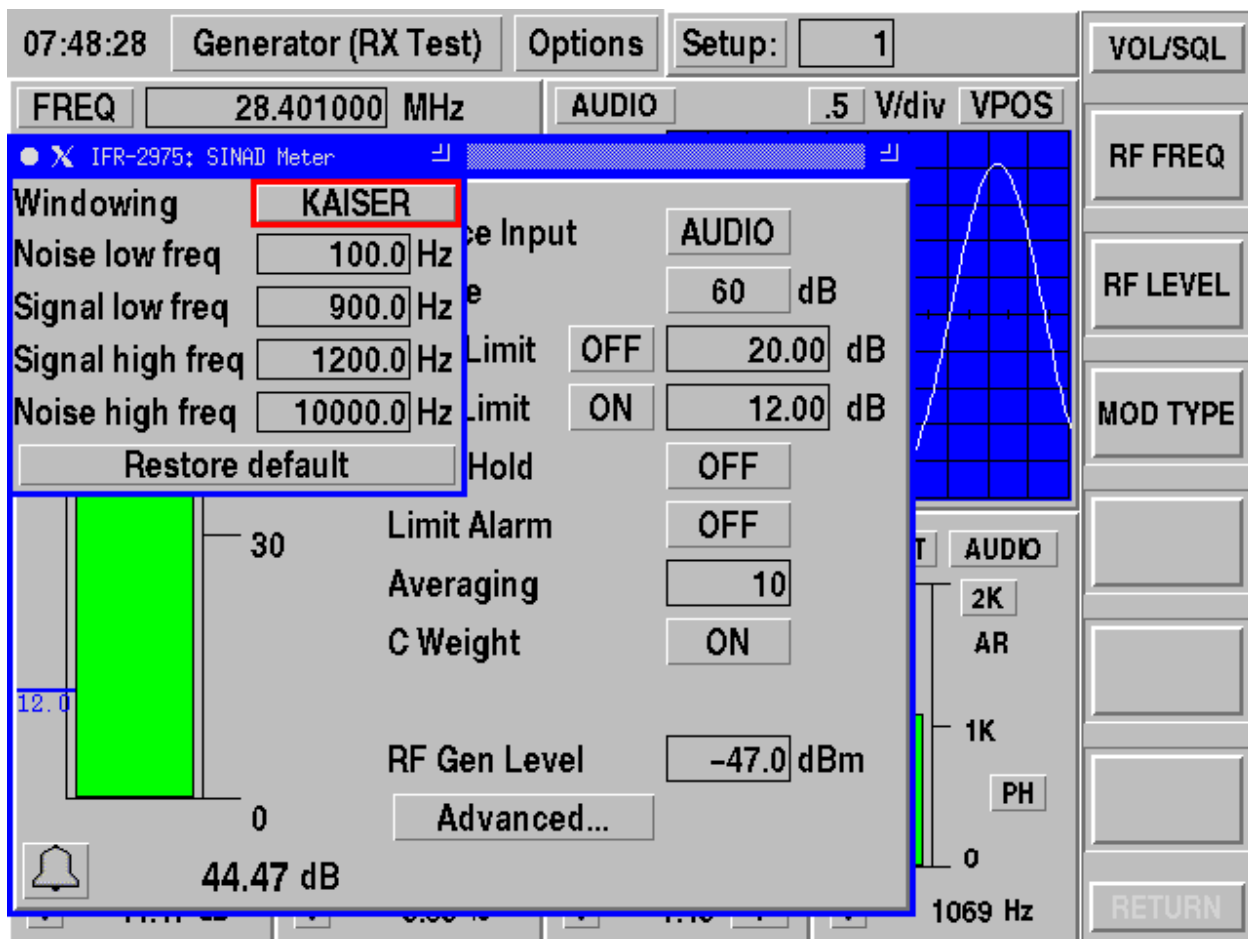 07:48:28 Generator (RX Test) Options Setup: 1
VOL/SQL
FREQ 28.401000 MHz AUDIO .5 V/div VPOS
RF FREQ
IFR-2975: SINAD Meter
Windowing KAISER
Noise low freq 100.0 Hz
Signal low freq 900.0 Hz
Signal high freq 1200.0 Hz
Noise high freq 10000.0 Hz
Restore default
Input AUDIO
60 dB
Limit OFF 20.00 dB
Limit ON 12.00 dB
Hold OFF
Limit Alarm OFF
Averaging 10
C Weight ON
RF Gen Level -47.0 dBm
Advanced...
30
12.0
0
44.47 dB
RF LEVEL
MOD TYPE
AUDIO
2K
AR
1K
PH
0
1069 Hz
RETURN